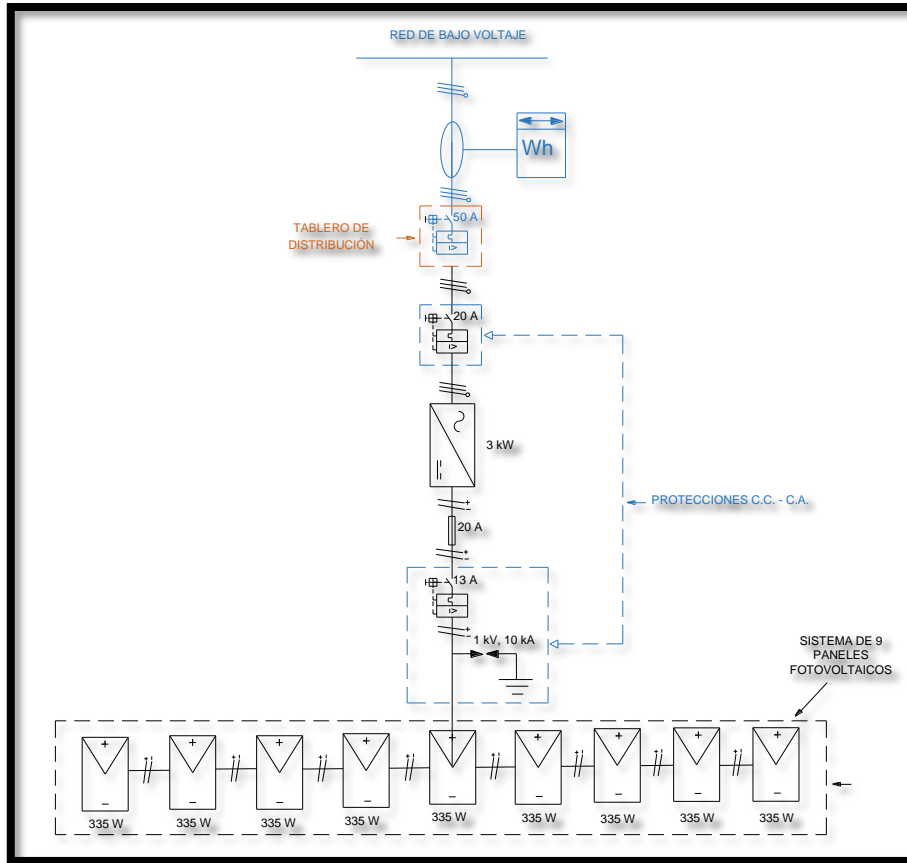 RED DE BAJO VOLTAJE
Wh
50 A
TABLERO DE
DISTRIBUCIÓN
20 A
3 kW
PROTECCIONES C.C. - C.A.
20 A
13 A
1 kV, 10 kA
SISTEMA DE 9
PANELES
FOTOVOLTAICOS
335 W 335 W 335 W 335 W 335 W 335 W 335 W 335 W 335 W